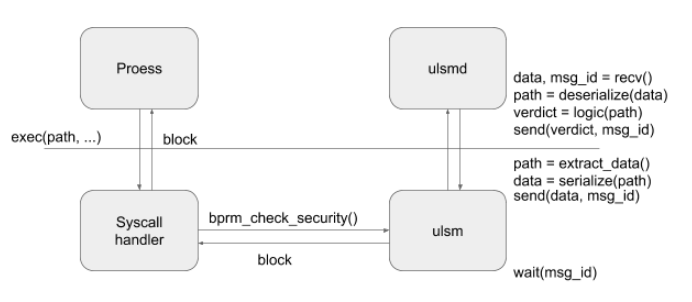 Proess
ulsmd
data, msg_id = recv()
path = deserialize(data)
verdict = logic(path)
send(verdict, msg_id)
exec(path, ...)
block
path = extract_data()
data = serialize(path)
send(data, msg_id)
Syscall
handler
bprm_check_security()
ulsm
block
wait(msg_id)